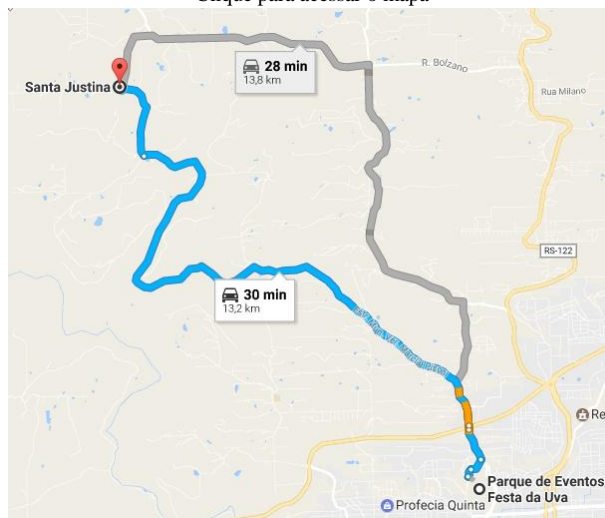 Clique para acessar o mapa
28 min
13,8 km
R. Bolzano
Santa Justina
Rua Milano
RS-122
30 min
13,2 km
Re
Parque de Eventos
Festa da Uva
Profecia Quinta